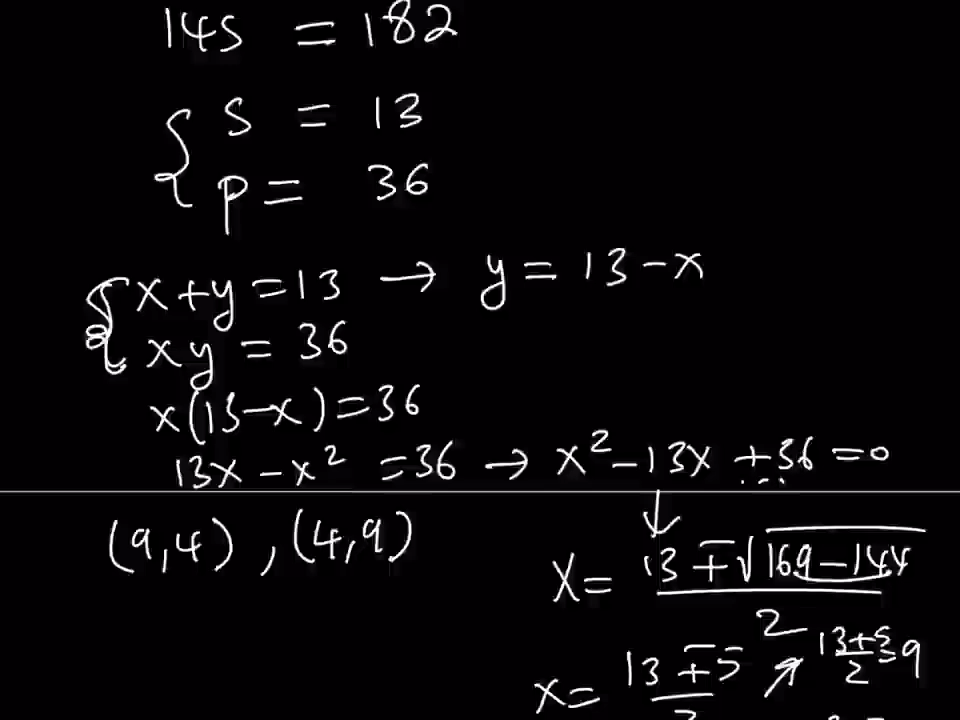 14s = 182
{ s = 13
p = 36
{ x+y = 13 → y = 13-x
xy = 36
x(13-x) = 36
13x - x² = 36 → x² - 13x + 36 = 0
↓
(9,4), (4,9)
x = (13 ∓ √(169-144))/2
x = (13 ∓ 5)/2 ↗ (13+5)/2 = 9